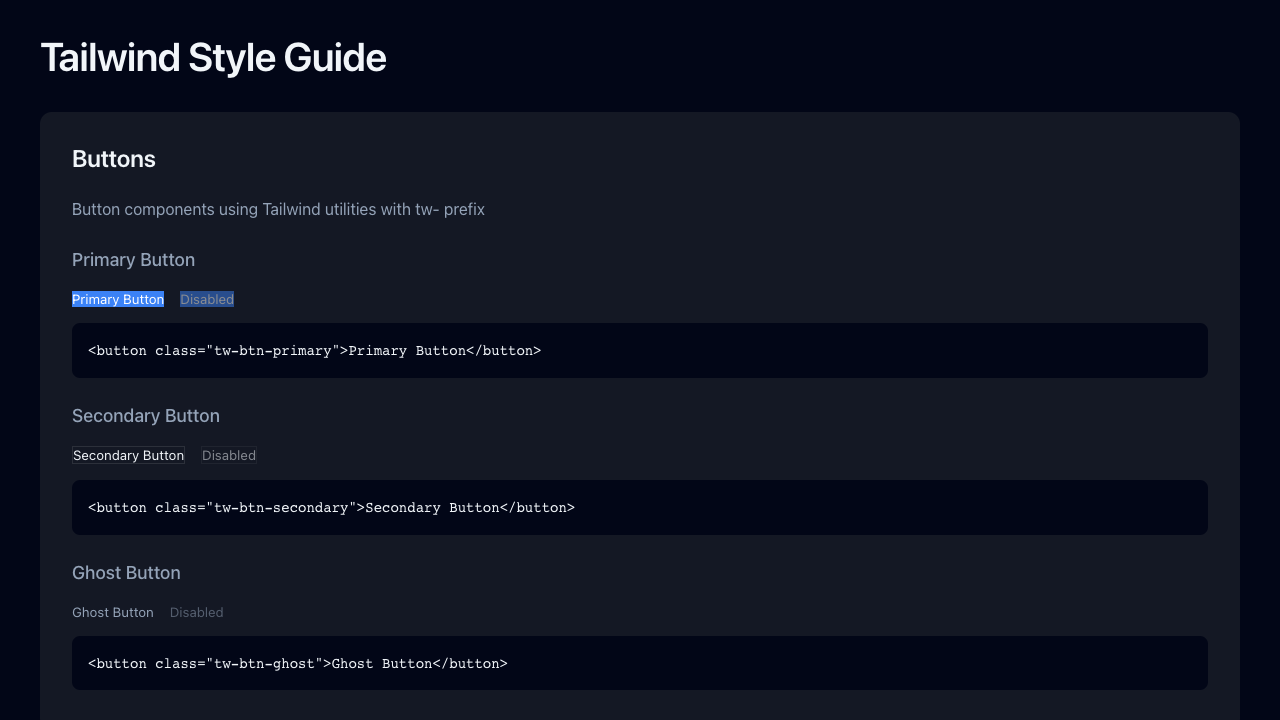 Tailwind Style Guide
Buttons
Button components using Tailwind utilities with tw- prefix
Primary Button
Primary Button Disabled
<button class="tw-btn-primary">Primary Button</button>
Secondary Button
Secondary Button Disabled
<button class="tw-btn-secondary">Secondary Button</button>
Ghost Button
Ghost Button Disabled
<button class="tw-btn-ghost">Ghost Button</button>